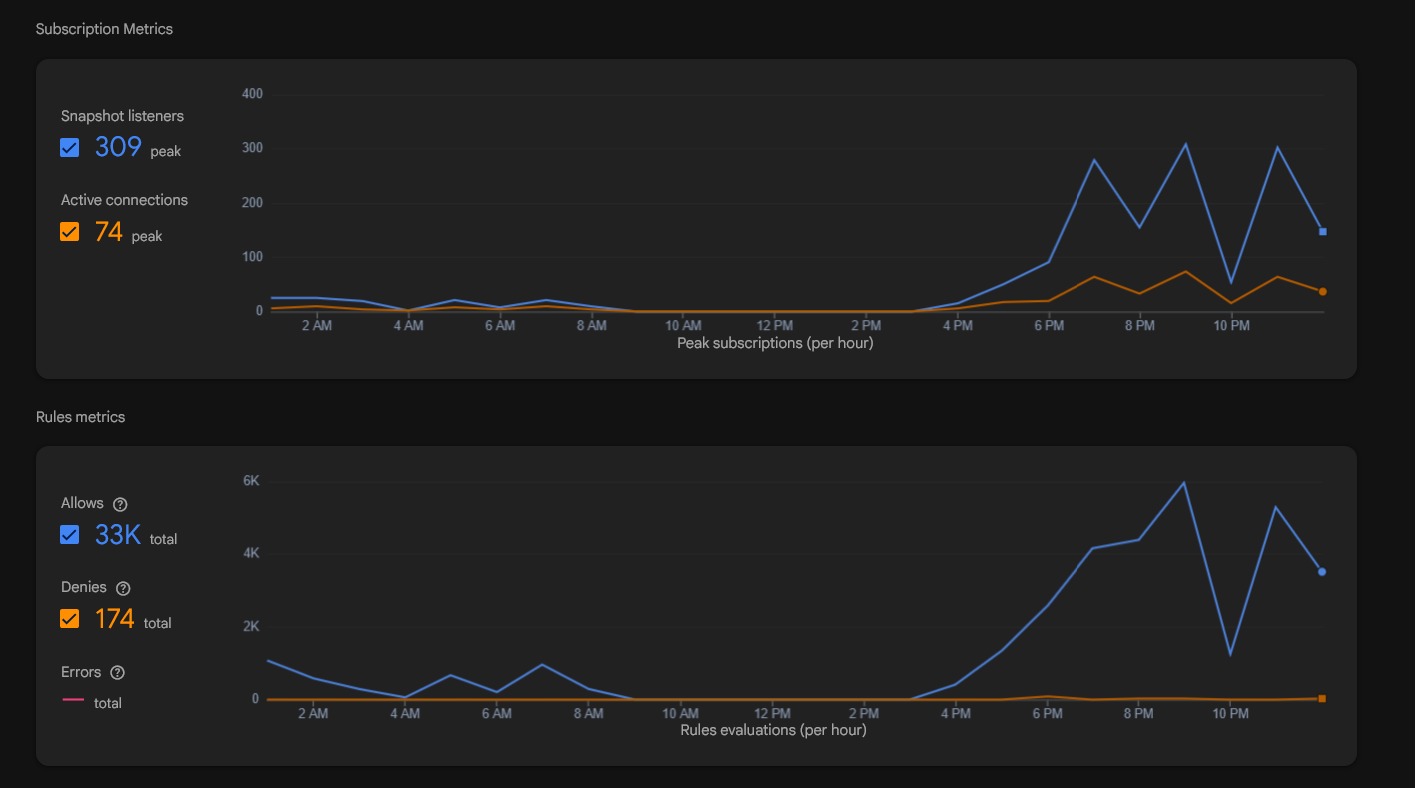 Subscription Metrics
Snapshot listeners
309 peak
Active connections
74 peak
400
300
200
100
0
2 AM 4 AM 6 AM 8 AM 10 AM 12 PM 2 PM 4 PM 6 PM 8 PM 10 PM
Peak subscriptions (per hour)
Rules metrics
Allows ?
33K total
Denies ?
174 total
Errors ?
total
6K
4K
2K
0
2 AM 4 AM 6 AM 8 AM 10 AM 12 PM 2 PM 4 PM 6 PM 8 PM 10 PM
Rules evaluations (per hour)